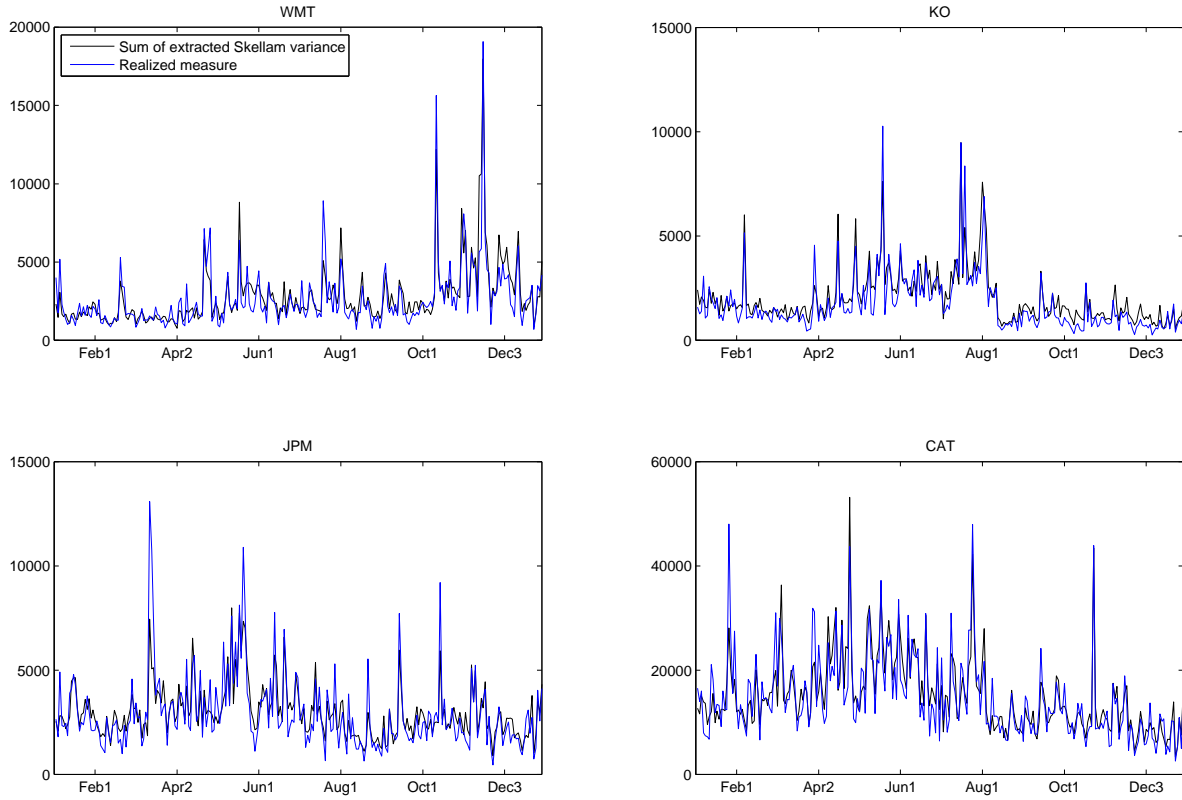 WMT
20000
15000
10000
5000
0
Sum of extracted Skellam variance
Realized measure
Feb1 Apr2 Jun1 Aug1 Oct1 Dec3
KO
15000
10000
5000
0
Feb1 Apr2 Jun1 Aug1 Oct1 Dec3
JPM
15000
10000
5000
0
Feb1 Apr2 Jun1 Aug1 Oct1 Dec3
CAT
60000
40000
20000
0
Feb1 Apr2 Jun1 Aug1 Oct1 Dec3